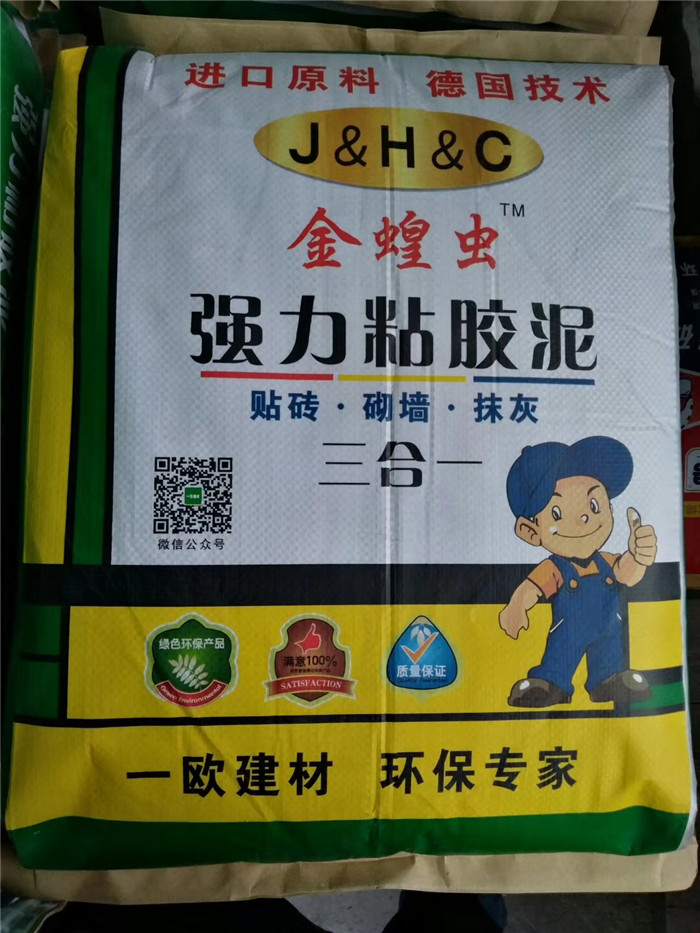 进口原料 德国技术
J&H&C
金蝗虫™
强力粘胶泥
贴砖·砌墙·抹灰
三合一
微信公众号
绿色环保产品
Green Environmental
满意100%
SATISFACTION
质量保证
一欧建材 环保专家